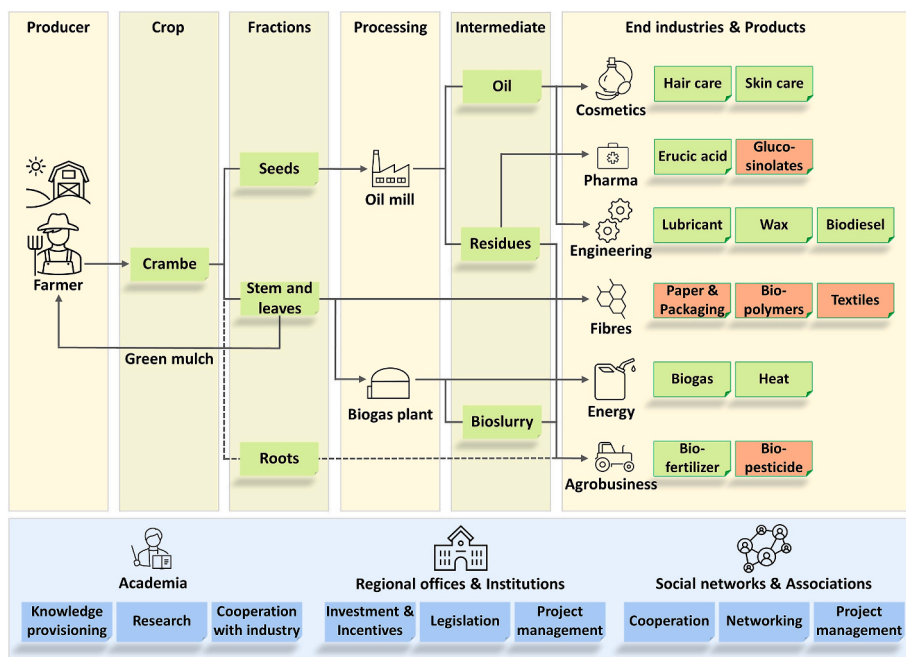 Producer
Crop
Fractions
Processing
Intermediate
End industries & Products
Oil
Cosmetics
Hair care
Skin care
Seeds
Oil mill
Pharma
Erucic acid
Gluco-
sinolates
Farmer
Crambe
Residues
Engineering
Lubricant
Wax
Biodiesel
Stem and
leaves
Fibres
Paper &
Packaging
Bio-
polymers
Textiles
Green mulch
Biogas plant
Bioslurry
Energy
Biogas
Heat
Roots
Agrobusiness
Bio-
fertilizer
Bio-
pesticide
Academia
Regional offices & Institutions
Social networks & Associations
Knowledge
provisioning
Research
Cooperation
with industry
Investment &
Incentives
Legislation
Project
management
Cooperation
Networking
Project
management